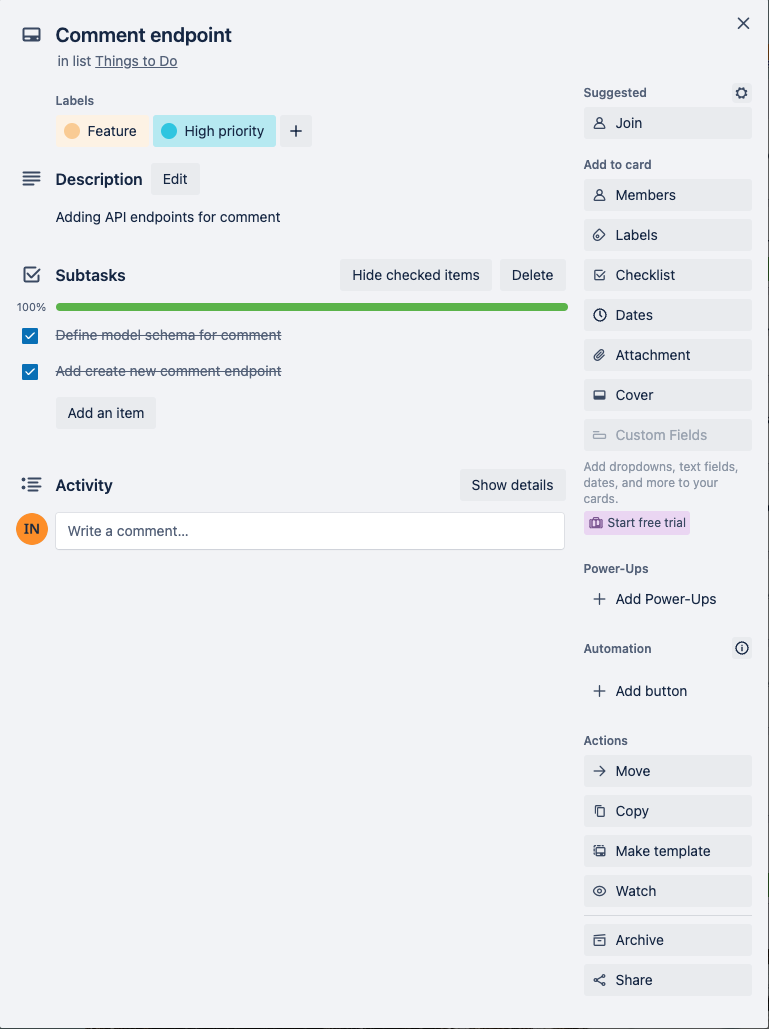 Comment endpoint
in list Things to Do
Labels
Feature
High priority
Description
Edit
Adding API endpoints for comment
Subtasks
Hide checked items
Delete
100%
Define model schema for comment
Add create new comment endpoint
Add an item
Activity
Show details
IN
Write a comment…
Suggested
Join
Add to card
Members
Labels
Checklist
Dates
Attachment
Cover
Custom Fields
Add dropdowns, text fields,
dates, and more to your
cards.
Start free trial
Power-Ups
Add Power-Ups
Automation
Add button
Actions
Move
Copy
Make template
Watch
Archive
Share